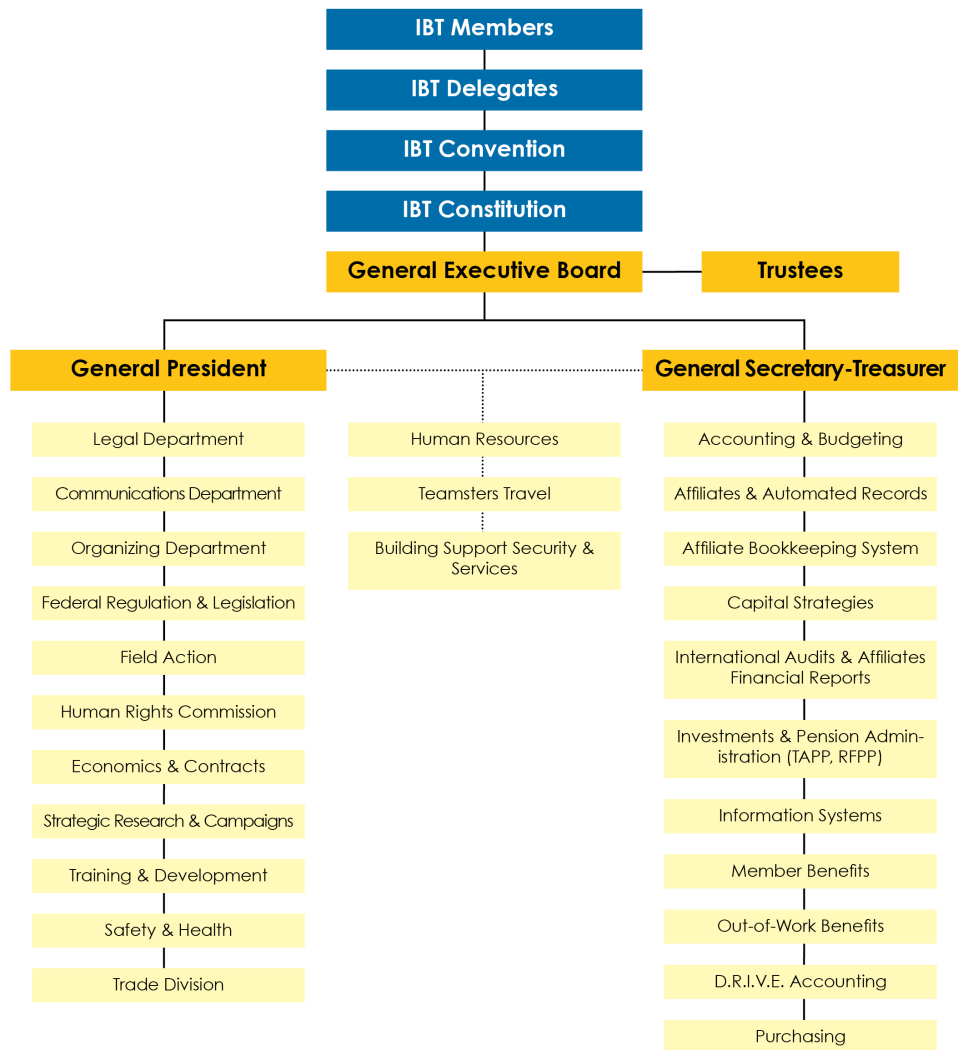 IBT Members
IBT Delegates
IBT Convention
IBT Constitution
General Executive Board
Trustees
General President
General Secretary-Treasurer
Legal Department
Communications Department
Organizing Department
Federal Regulation & Legislation
Field Action
Human Rights Commission
Economics & Contracts
Strategic Research & Campaigns
Training & Development
Safety & Health
Trade Division
Human Resources
Teamsters Travel
Building Support Security &
Services
Accounting & Budgeting
Affiliates & Automated Records
Affiliate Bookkeeping System
Capital Strategies
International Audits & Affiliates
Financial Reports
Investments & Pension Admin-
istration (TAPP, RFPP)
Information Systems
Member Benefits
Out-of-Work Benefits
D.R.I.V.E. Accounting
Purchasing